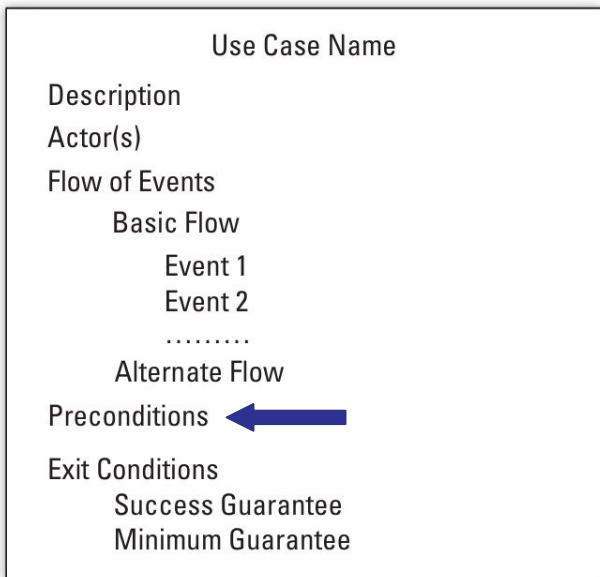 Use Case Name
Description
Actor(s)
Flow of Events
Basic Flow
Event 1
Event 2
.........
Alternate Flow
Preconditions
Exit Conditions
Success Guarantee
Minimum Guarantee